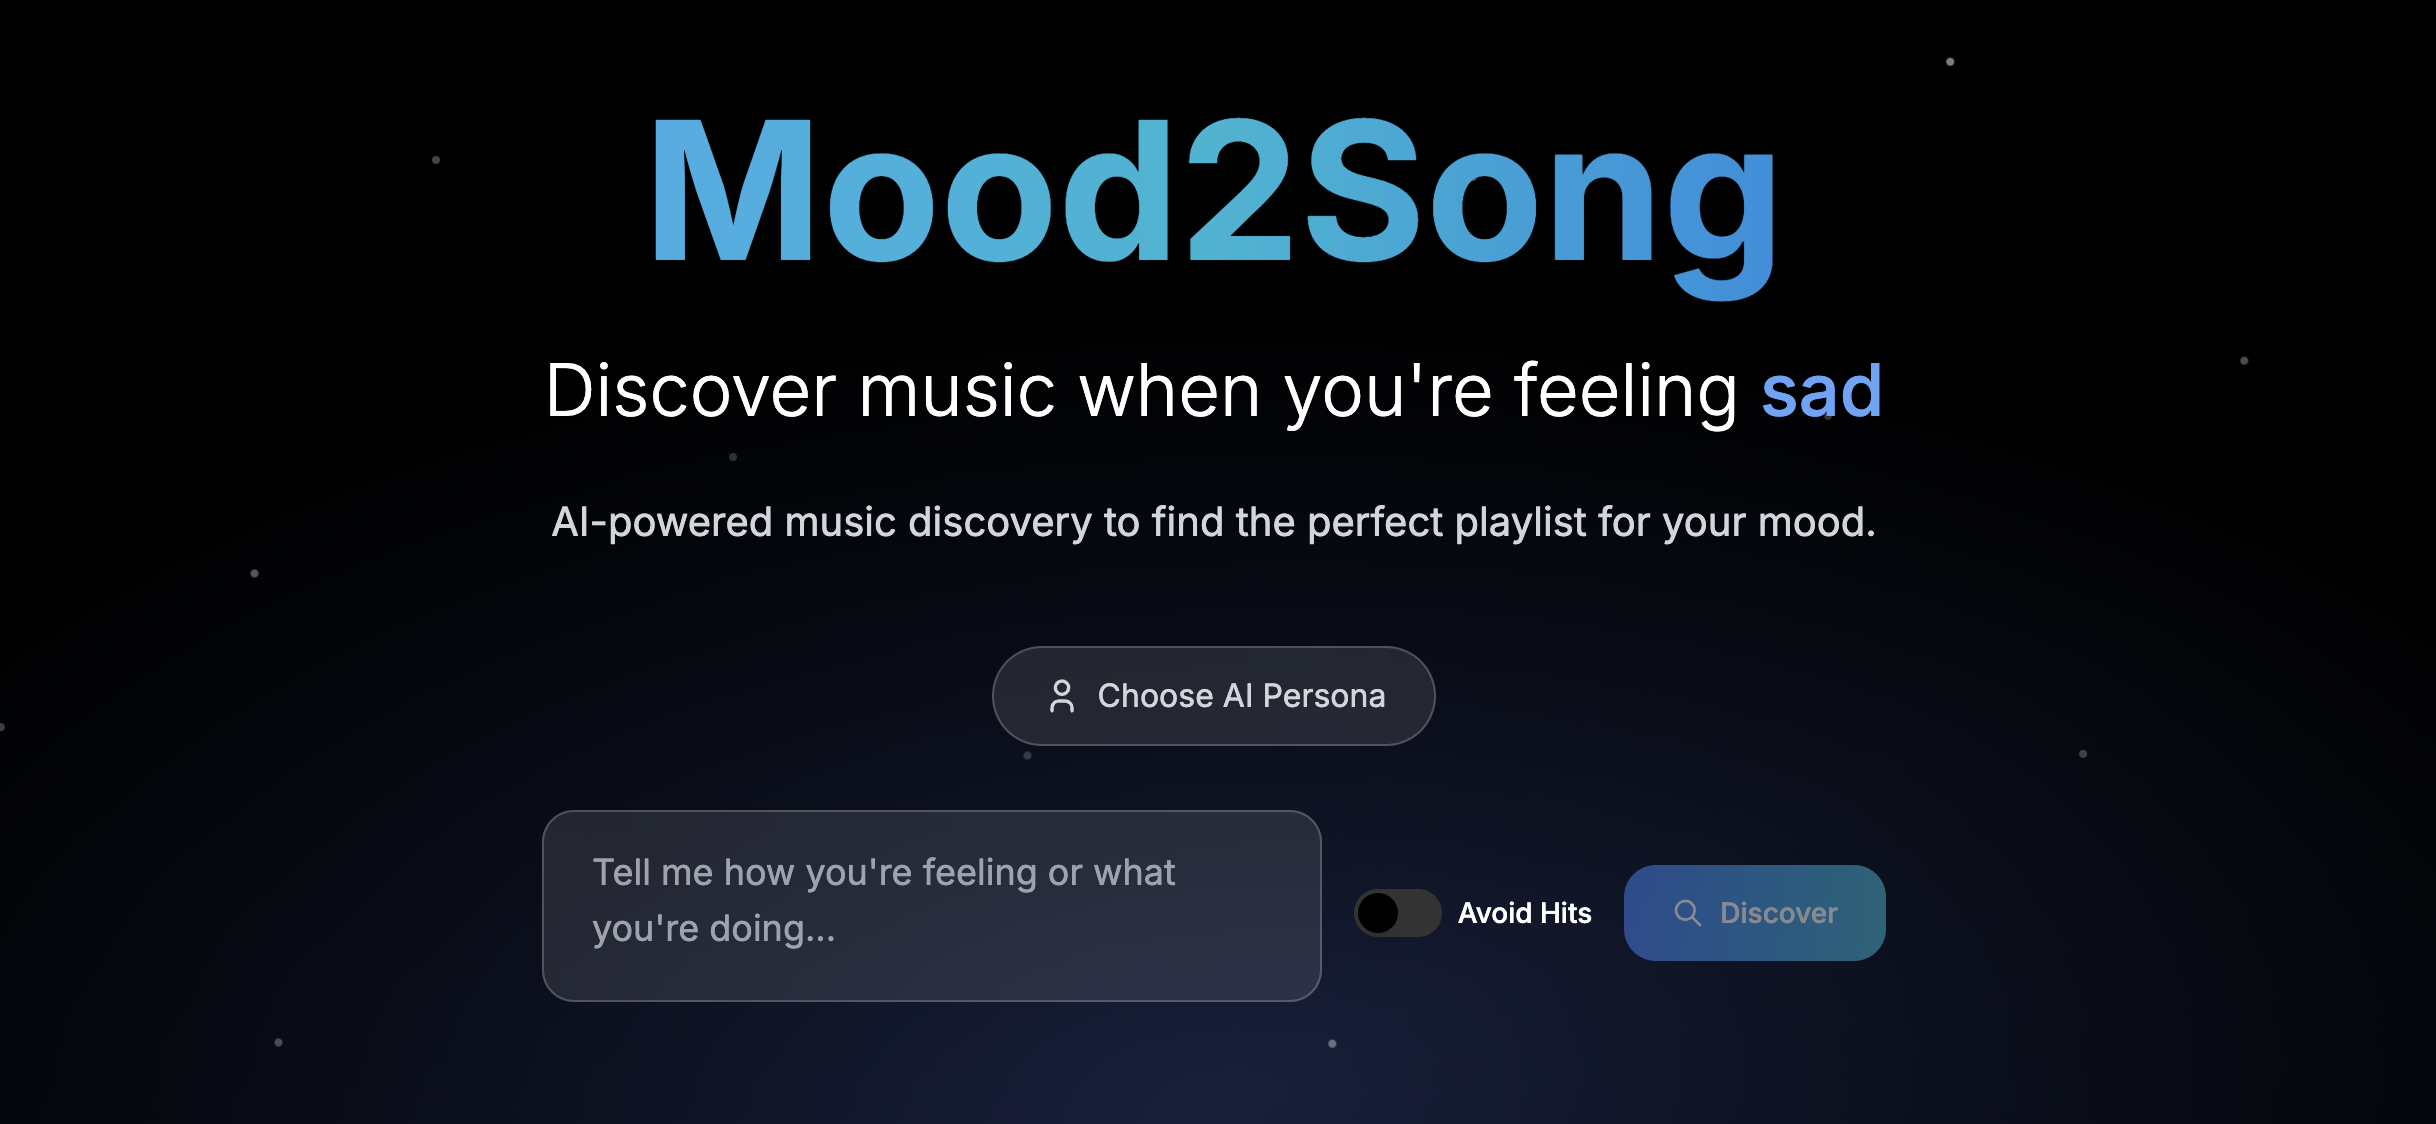 Mood2Song
Discover music when you're feeling sad
AI-powered music discovery to find the perfect playlist for your mood.
Choose AI Persona
Tell me how you're feeling or what
you're doing...
Avoid Hits
Discover